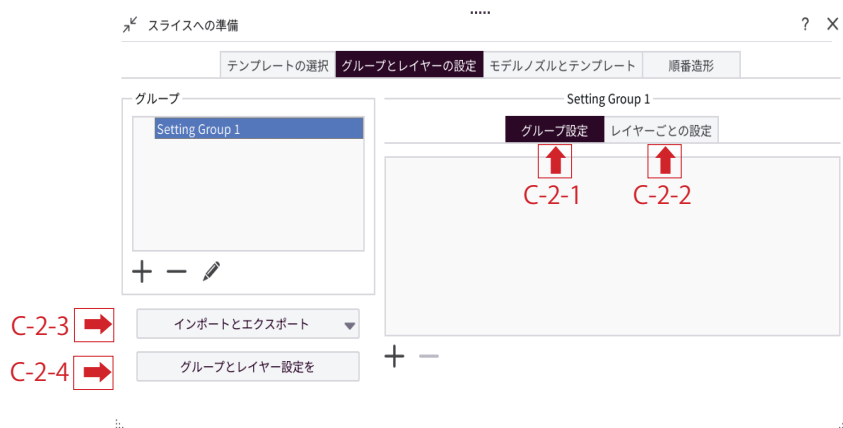 スライスへの準備
? X
テンプレートの選択 グループとレイヤーの設定 モデルノズルとテンプレート 順番造形
グループ
Setting Group 1
Setting Group 1
グループ設定 レイヤーごとの設定
C-2-1 C-2-2
C-2-3
インポートとエクスポート
C-2-4
グループとレイヤー設定を